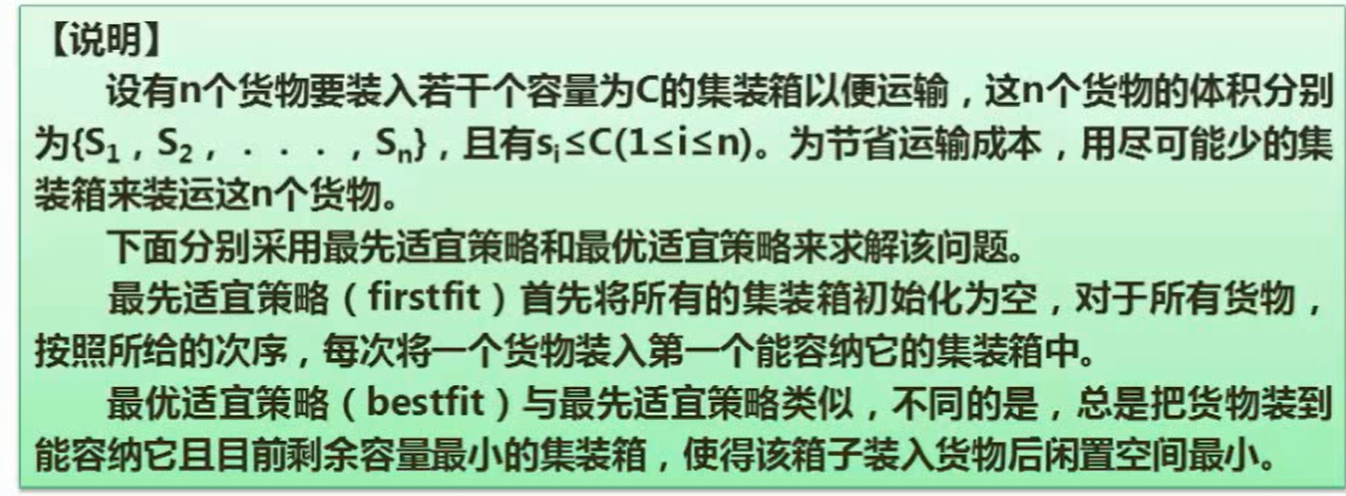 【说明】
设有n个货物要装入若干个容量为C的集装箱以便运输，这n个货物的体积分别
为{S₁，S₂，．．．，Sₙ}，且有sᵢ≤C(1≤i≤n)。为节省运输成本，用尽可能少的集
装箱来装运这n个货物。
下面分别采用最先适宜策略和最优适宜策略来求解该问题。
最先适宜策略（firstfit）首先将所有的集装箱初始化为空，对于所有货物，
按照所给的次序，每次将一个货物装入第一个能容纳它的集装箱中。
最优适宜策略（bestfit）与最先适宜策略类似，不同的是，总是把货物装到
能容纳它且目前剩余容量最小的集装箱，使得该箱子装入货物后闲置空间最小。